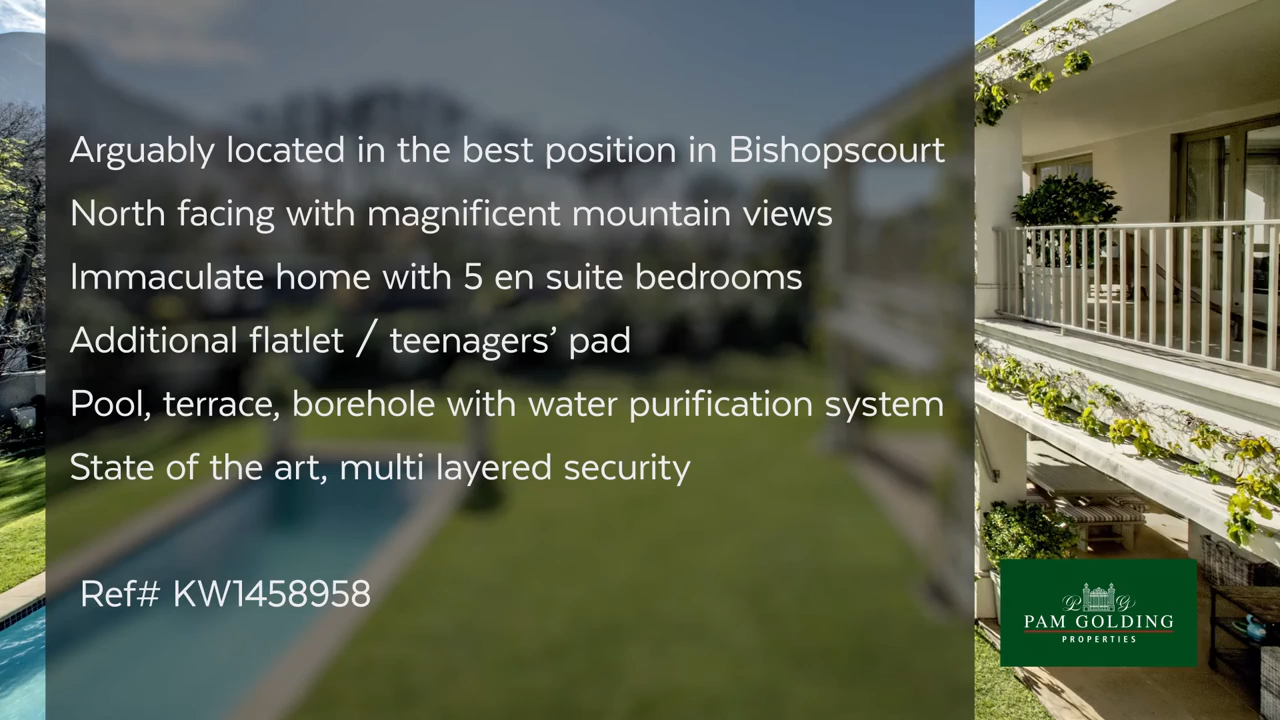 Arguably located in the best position in Bishopscourt
North facing with magnificent mountain views
Immaculate home with 5 en suite bedrooms
Additional flatlet / teenagers’ pad
Pool, terrace, borehole with water purification system
State of the art, multi layered security
Ref# KW1458958
P G
PAM GOLDING
PROPERTIES